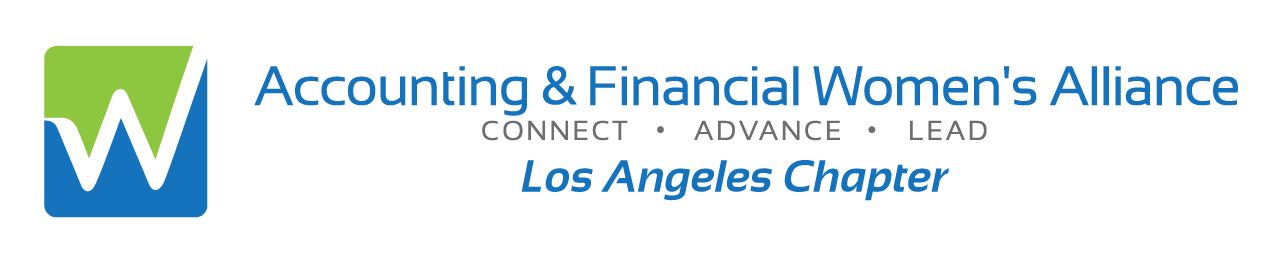 Accounting & Financial Women's Alliance
CONNECT • ADVANCE • LEAD
Los Angeles Chapter